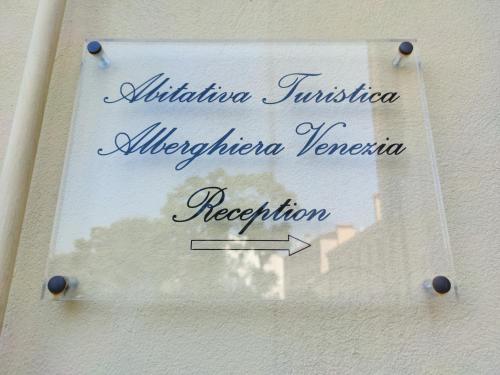 Abitativa Turistica
Alberghiera Venezia
Reception